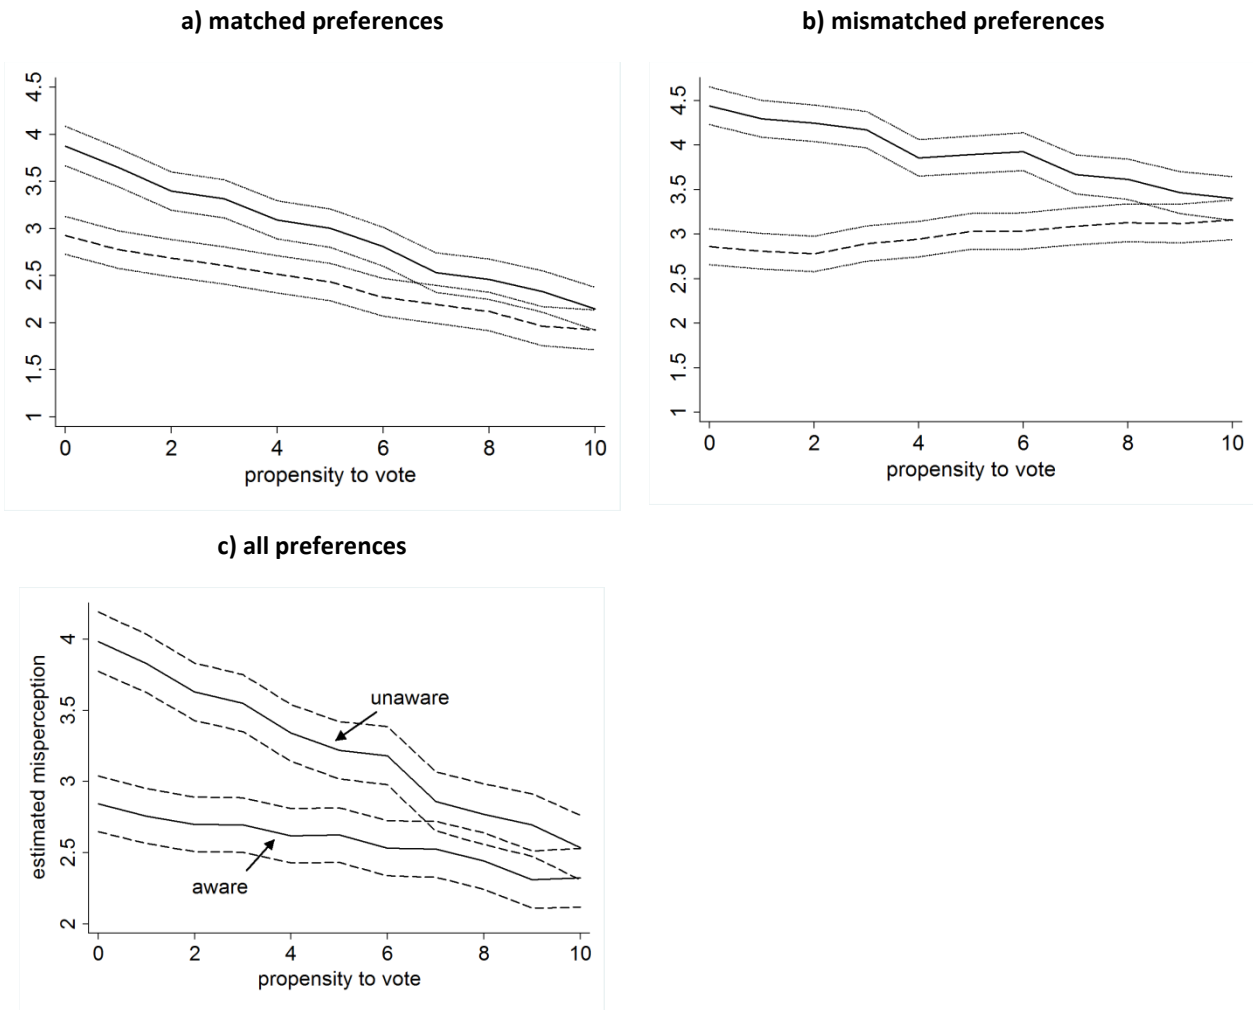 a) matched preferences
4.5
4
3.5
3
2.5
2
1.5
1
0 2 4 6 8 10
propensity to vote
b) mismatched preferences
4.5
4
3.5
3
2.5
2
1.5
1
0 2 4 6 8 10
propensity to vote
c) all preferences
estimated misperception
4
3.5
3
2.5
2
unaware
aware
0 2 4 6 8 10
propensity to vote